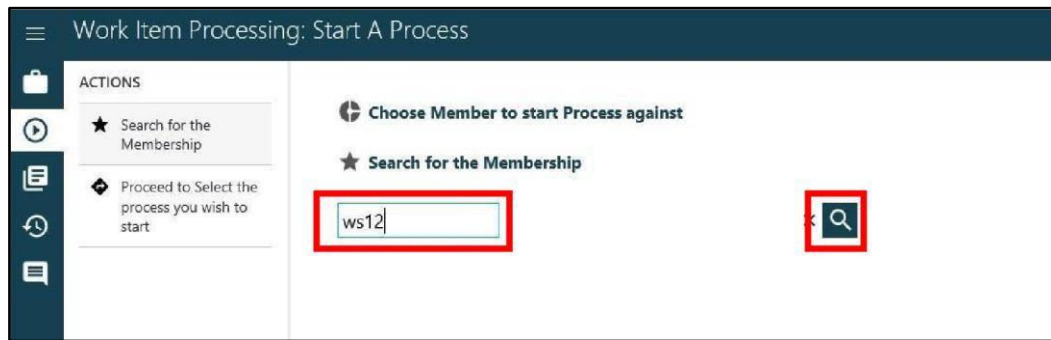 Work Item Processing: Start A Process
ACTIONS
Search for the
Membership
Proceed to Select the
process you wish to
start
Choose Member to start Process against
Search for the Membership
ws12